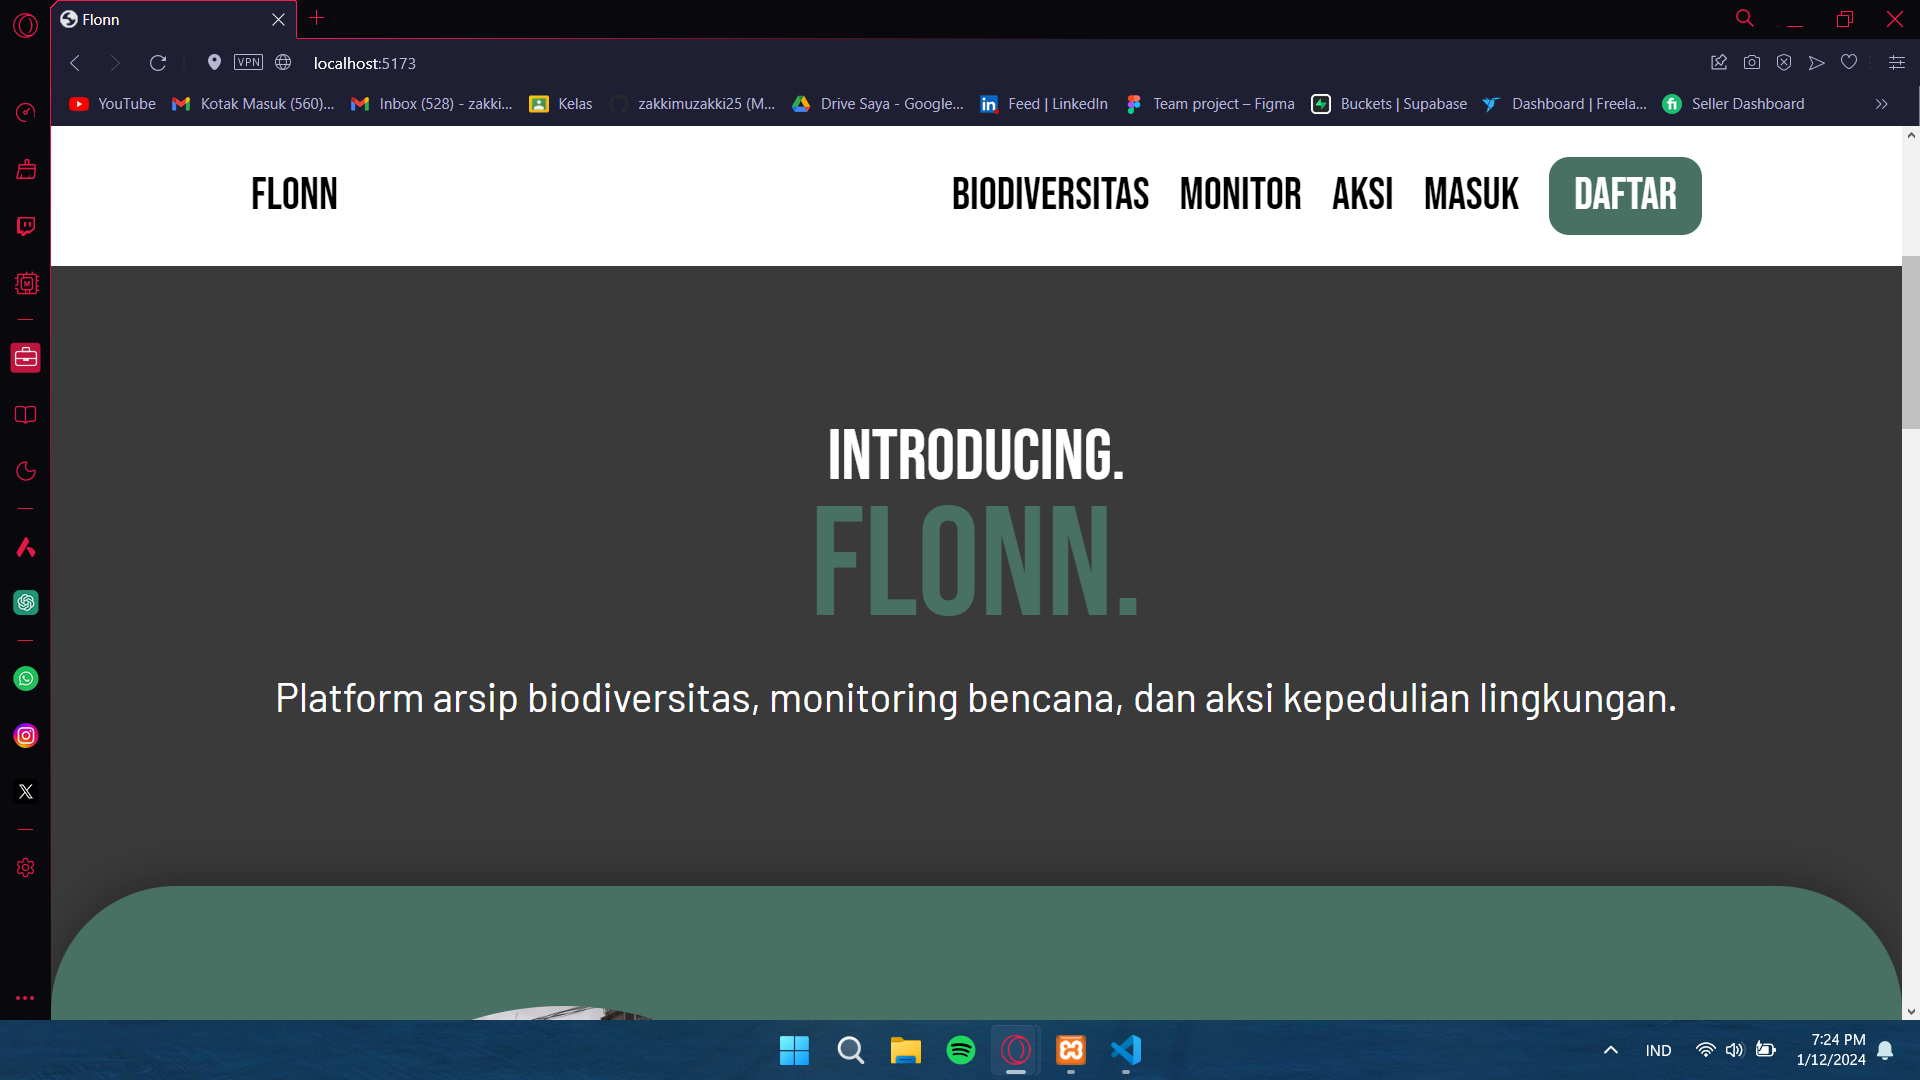 Flonn
VPN
localhost:5173
YouTube
Kotak Masuk (560)...
Inbox (528) - zakki...
Kelas
zakkimuzakki25 (M...
Drive Saya - Google...
Feed | LinkedIn
Team project – Figma
Buckets | Supabase
Dashboard | Freela...
Seller Dashboard
FLONN
BIODIVERSITAS
MONITOR
AKSI
MASUK
DAFTAR
INTRODUCING.
FLONN.
Platform arsip biodiversitas, monitoring bencana, dan aksi kepedulian lingkungan.
IND
7:24 PM
1/12/2024